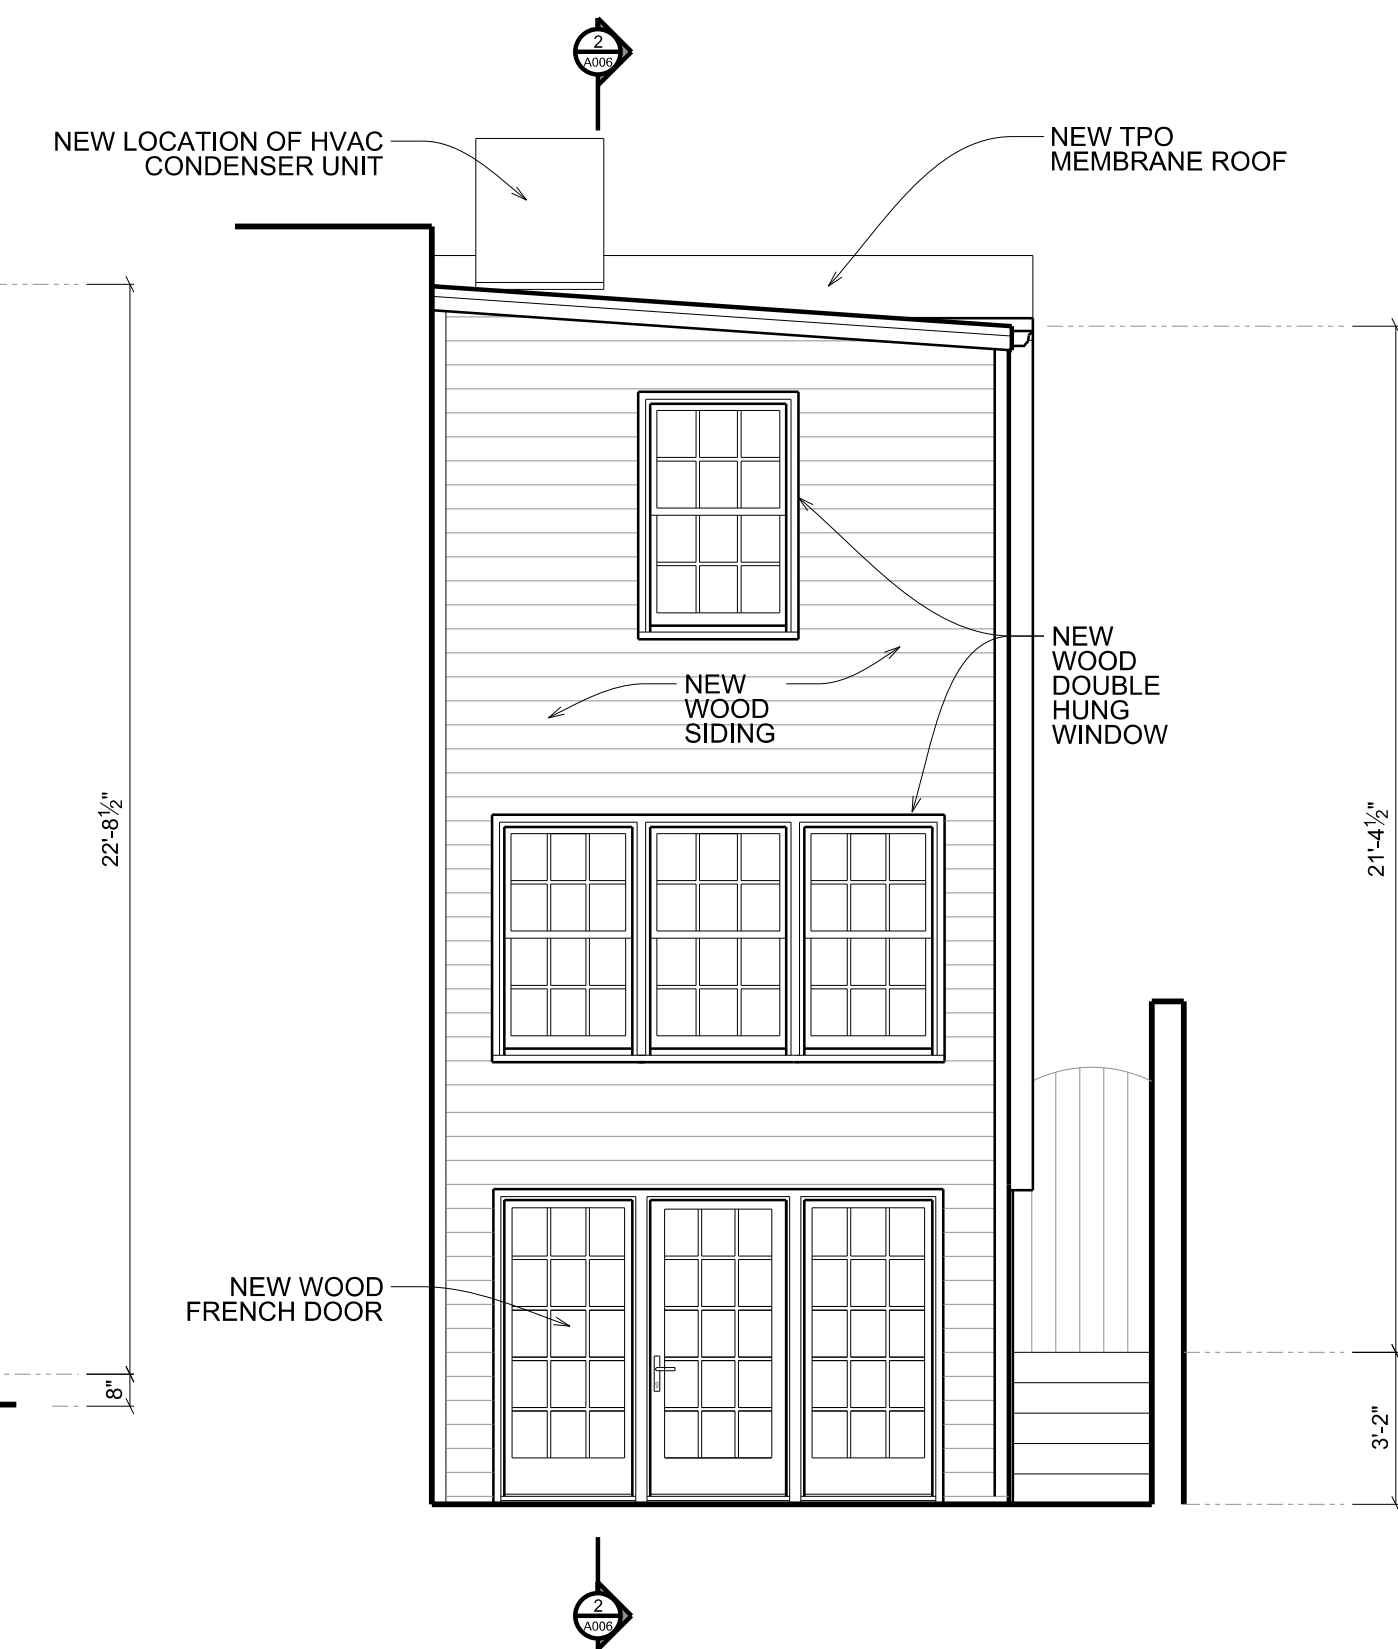 2
A006
NEW LOCATION OF HVAC
CONDENSER UNIT
NEW TPO
MEMBRANE ROOF
NEW
WOOD
DOUBLE
HUNG
WINDOW
NEW
WOOD
SIDING
22'-8½"
21'-4½"
NEW WOOD
FRENCH DOOR
8"
3'-2"
2
A006